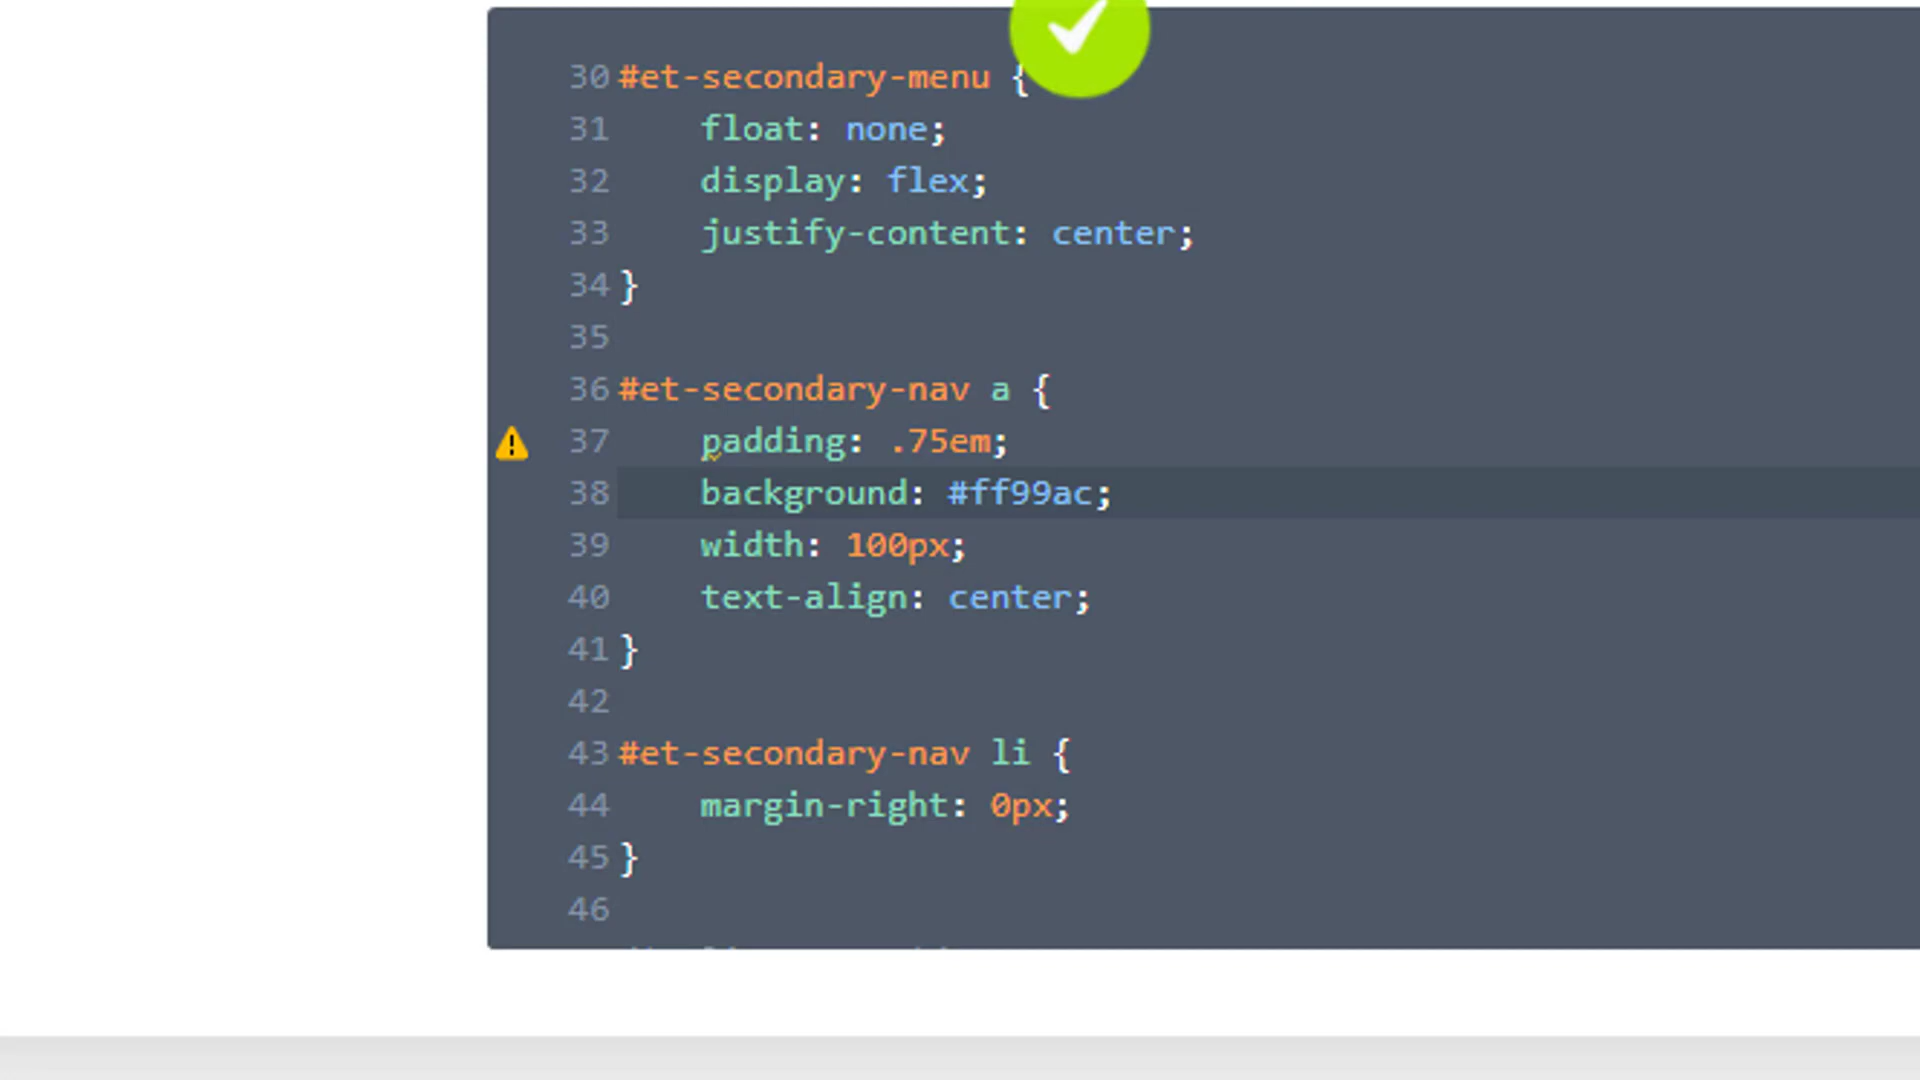 30 #et-secondary-menu {
31     float: none;
32     display: flex;
33     justify-content: center;
34 }
35
36 #et-secondary-nav a {
37     padding: .75em;
38     background: #ff99ac;
39     width: 100px;
40     text-align: center;
41 }
42
43 #et-secondary-nav li {
44     margin-right: 0px;
45 }
46